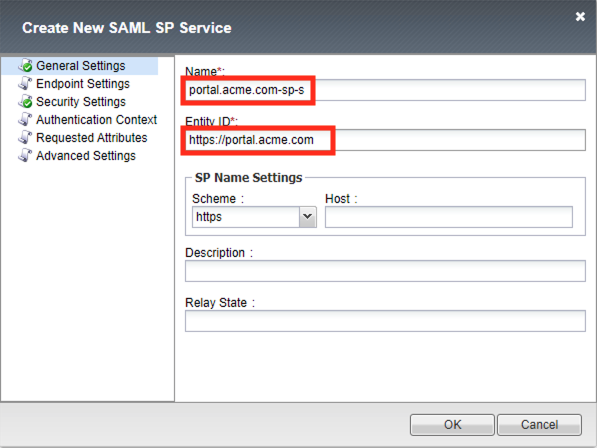 Create New SAML SP Service
General Settings
Endpoint Settings
Security Settings
Authentication Context
Requested Attributes
Advanced Settings
Name*:
portal.acme.com-sp-s
Entity ID*:
https://portal.acme.com
SP Name Settings
Scheme :
Host :
https
Description :
Relay State :
OK
Cancel